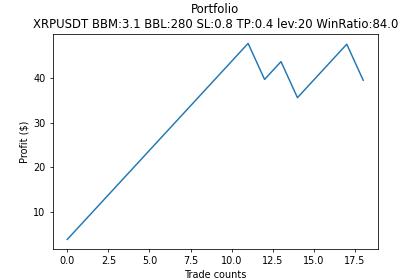 Portfolio
XRPUSDT BBM:3.1 BBL:280 SL:0.8 TP:0.4 lev:20 WinRatio:84.0
40
30
20
10
Profit ($)
0.0 2.5 5.0 7.5 10.0 12.5 15.0 17.5
Trade counts